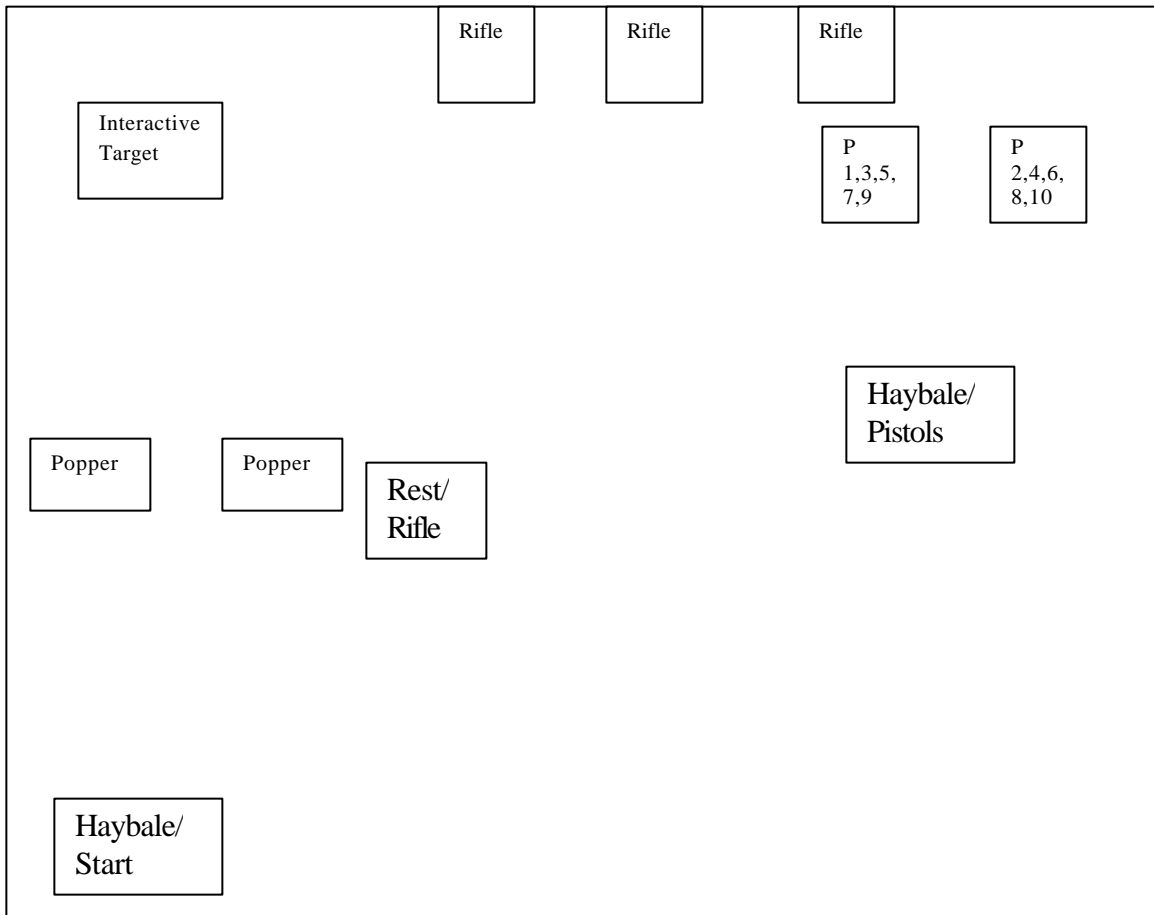 Rifle
Rifle
Rifle
Interactive
Target
P
1,3,5,
7,9
P
2,4,6,
8,10
Haybale/
Pistols
Popper
Popper
Rest/
Rifle
Haybale/
Start